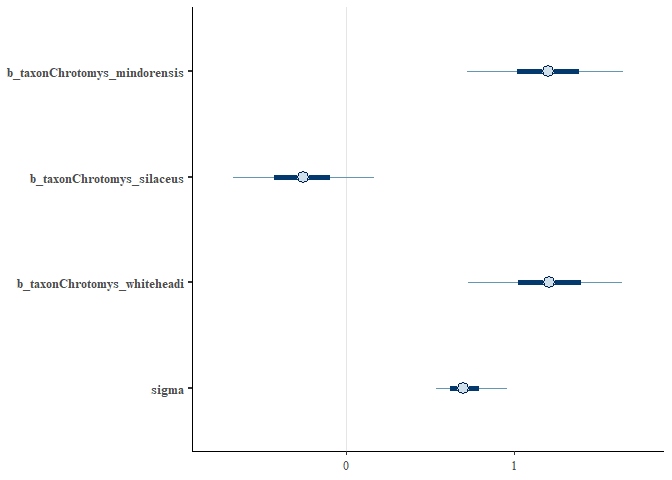 b_taxonChrotomys_mindorensis
b_taxonChrotomys_silaceus
b_taxonChrotomys_whiteheadi
sigma
0 1